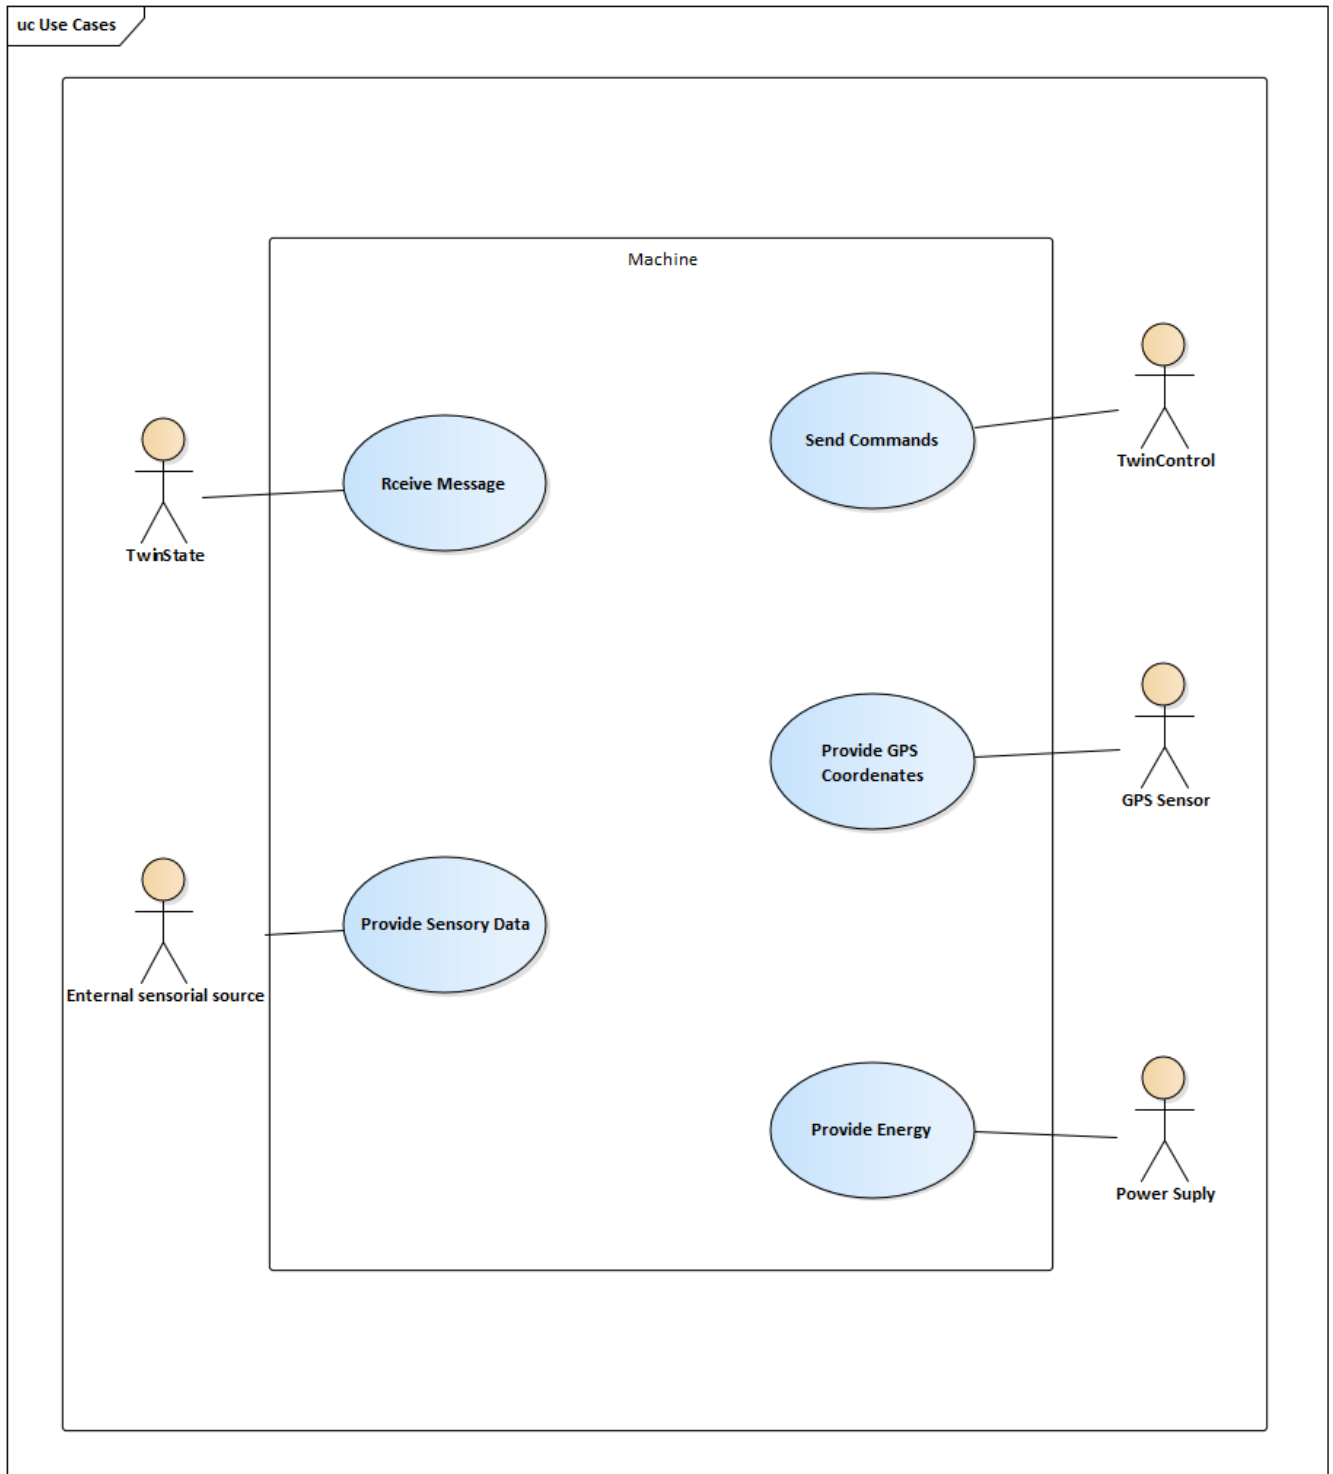 uc Use Cases
Machine
Send Commands
TwinControl
Rceive Message
TwinState
Provide GPS
Coordenates
GPS Sensor
Provide Sensory Data
Enternal sensorial source
Provide Energy
Power Suply